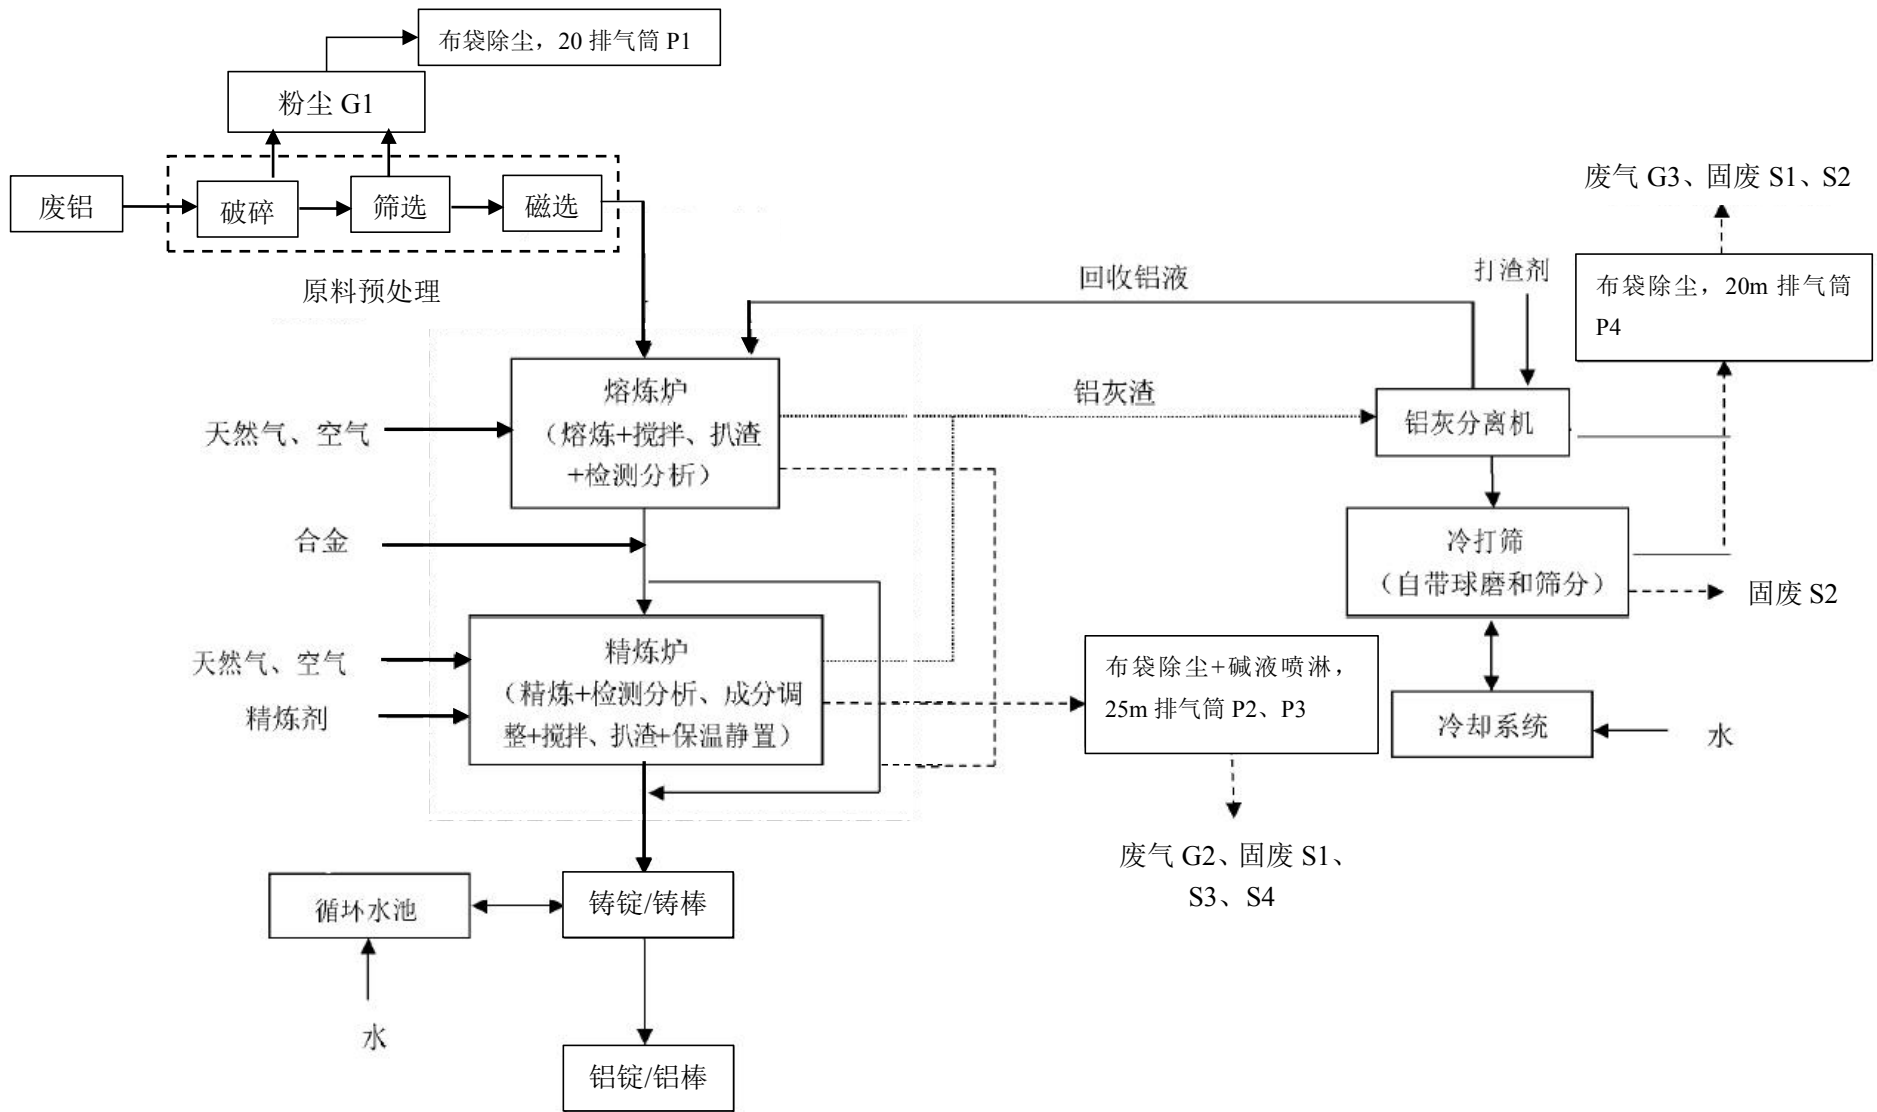 布袋除尘，20 排气筒 P1
粉尘 G1
废铝
破碎
筛选
磁选
原料预处理
废气 G3、固废 S1、S2
回收铝液
打渣剂
布袋除尘，20m 排气筒
P4
熔炼炉
（熔炼+搅拌、扒渣
+检测分析）
天然气、空气
铝灰渣
铝灰分离机
合金
冷打筛
（自带球磨和筛分）
固废 S2
天然气、空气
精炼剂
精炼炉
（精炼+检测分析、成分调
整+搅拌、扒渣+保温静置）
布袋除尘+碱液喷淋，
25m 排气筒 P2、P3
冷却系统
水
废气 G2、固废 S1、
S3、S4
循环水池
铸锭/铸棒
水
铝锭/铝棒